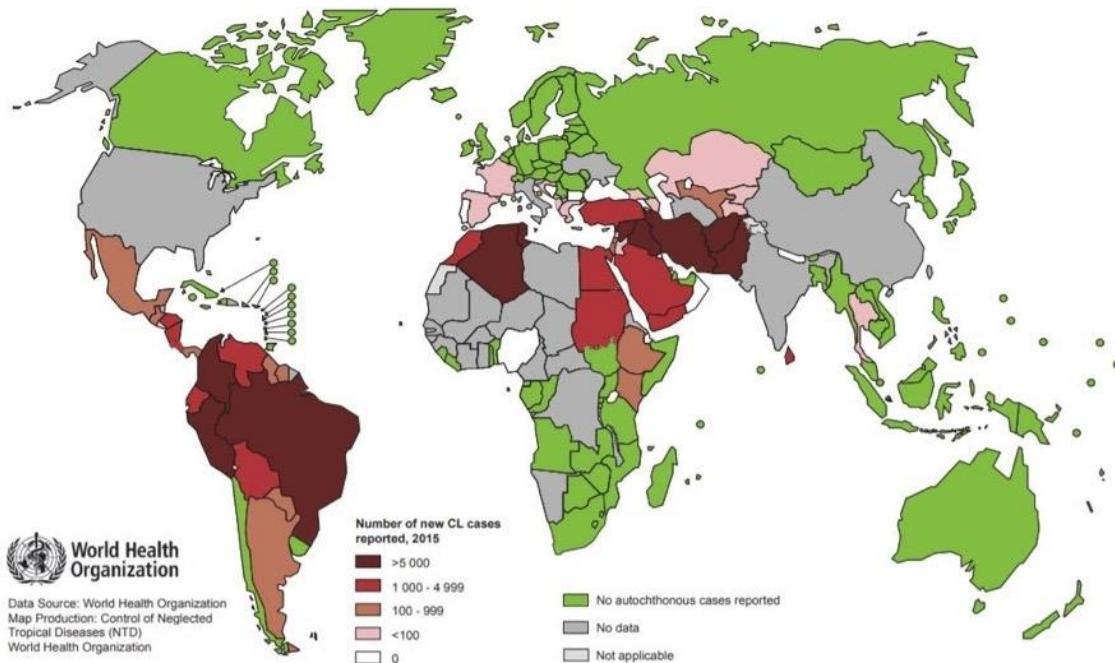 Number of new CL cases
reported, 2015
>5 000
1 000 - 4 999
100 - 999
<100
0
No autochthonous cases reported
No data
Not applicable
World Health
Organization
Data Source: World Health Organization
Map Production: Control of Neglected
Tropical Diseases (NTD)
World Health Organization